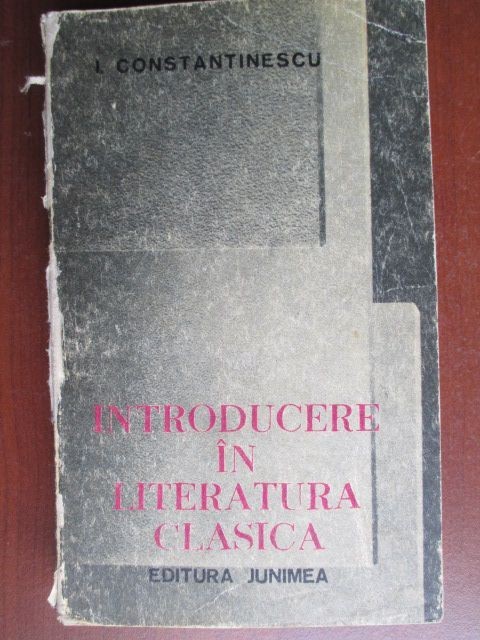 I. CONSTANTINESCU
INTRODUCERE
ÎN
LITERATURA
CLASICA
EDITURA JUNIMEA